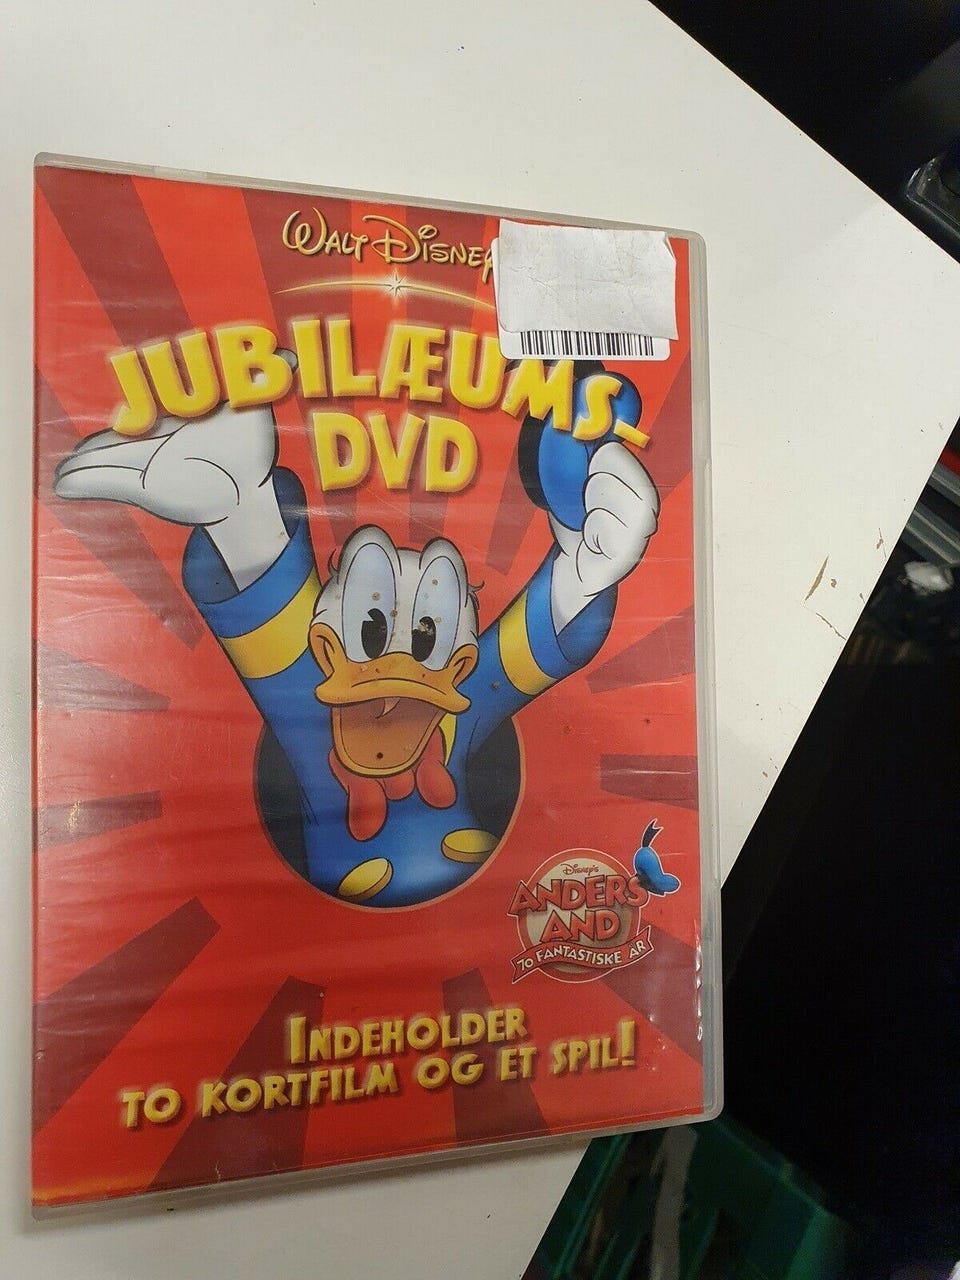 WALT DISNEY
JUBILÆUMS-
DVD
DISNEY'S
ANDERS
AND
70 FANTASTISKE ÅR
INDEHOLDER
TO KORTFILM OG ET SPIL!